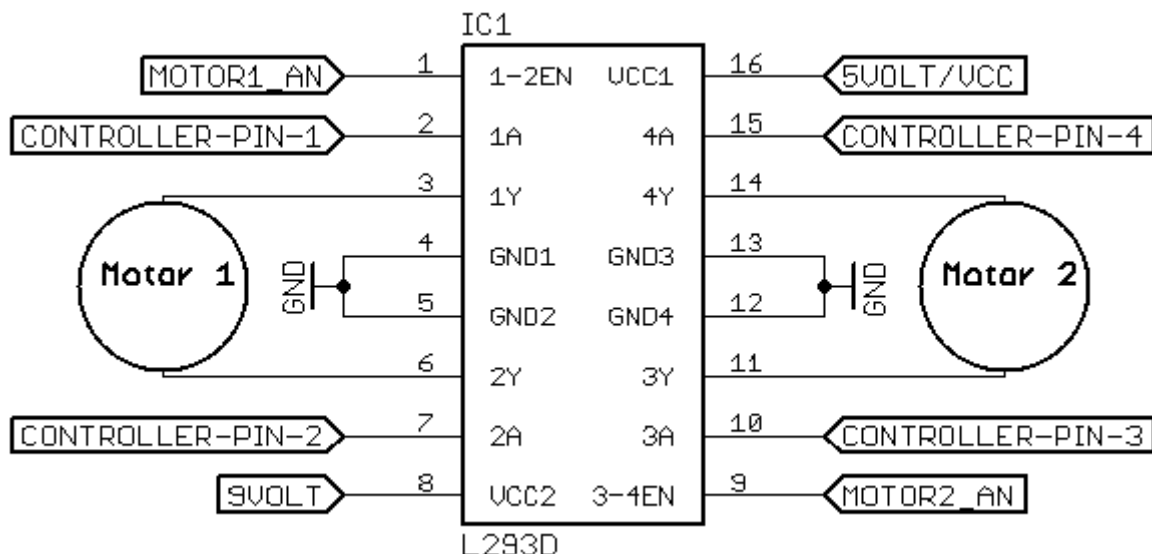 IC1
MOTOR1_AN 1 1-2EN VCC1 16 5VOLT/VCC
CONTROLLER-PIN-1 2 1A 4A 15 CONTROLLER-PIN-4
3 1Y 4Y 14
4 GND1 GND3 13
Motor 1 GND GND Motor 2
5 GND2 GND4 12
6 2Y 3Y 11
CONTROLLER-PIN-2 7 2A 3A 10 CONTROLLER-PIN-3
9VOLT 8 VCC2 3-4EN 9 MOTOR2_AN
L293D